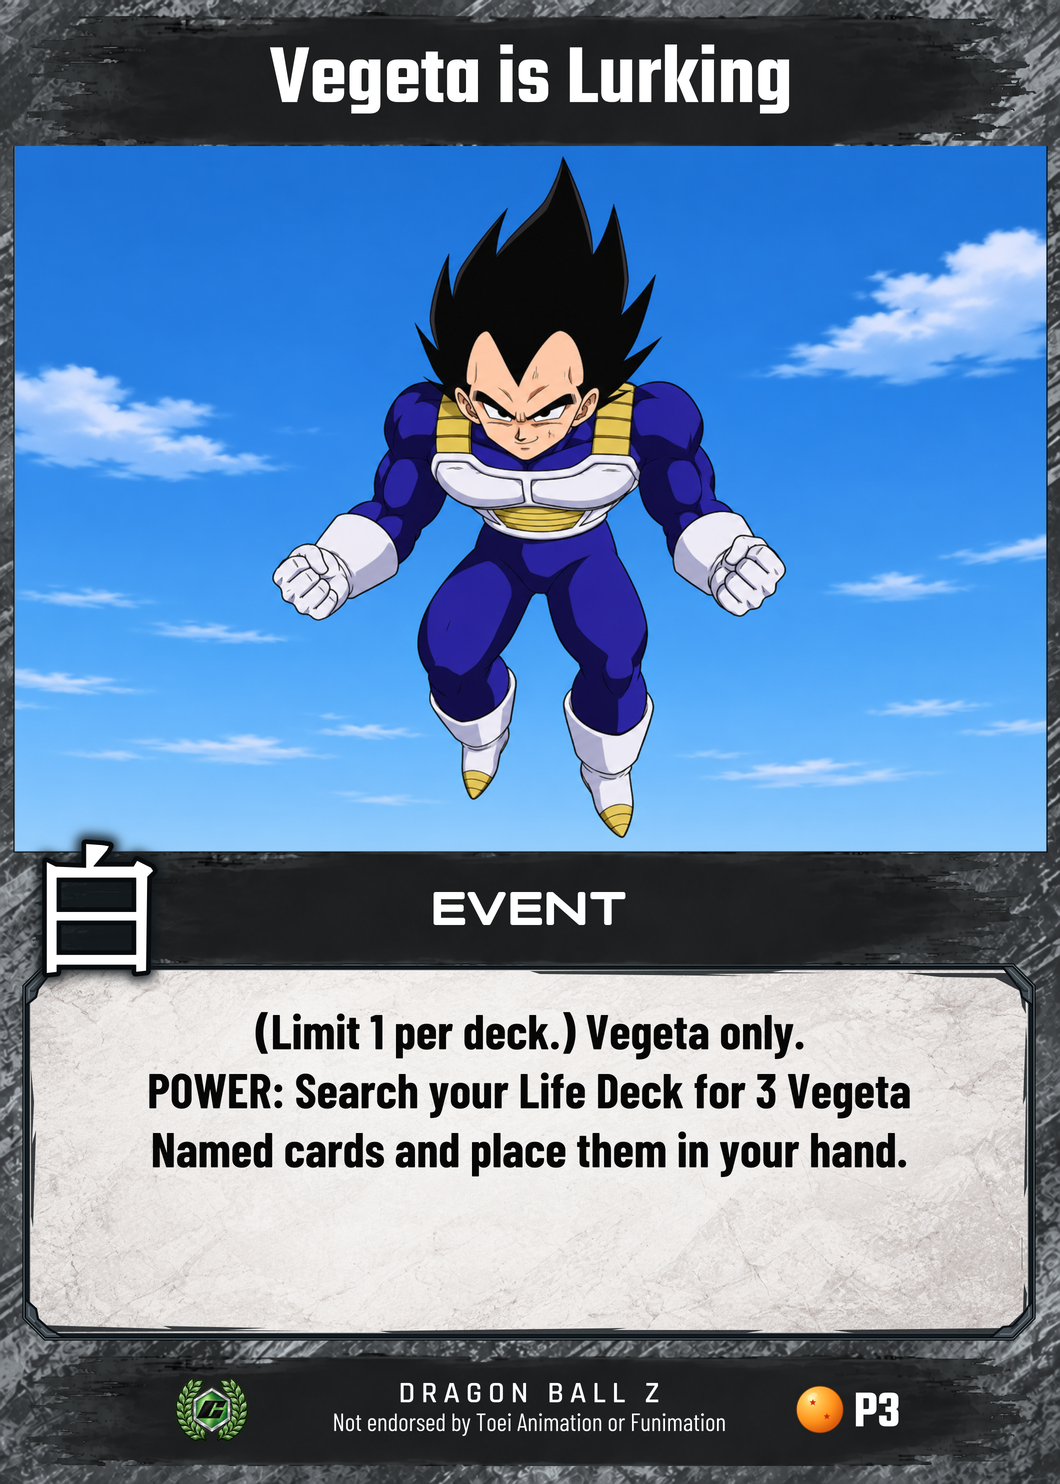 Vegeta is Lurking
白
EVENT
(Limit 1 per deck.) Vegeta only.
POWER: Search your Life Deck for 3 Vegeta
Named cards and place them in your hand.
DRAGON BALL Z
Not endorsed by Toei Animation or Funimation
P3